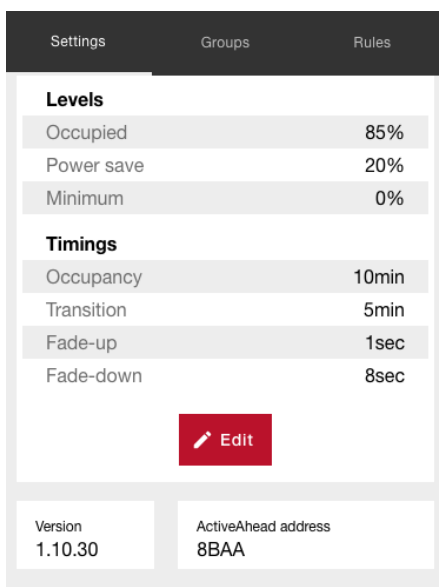 Settings Groups Rules
Levels
Occupied 85%
Power save 20%
Minimum 0%
Timings
Occupancy 10min
Transition 5min
Fade-up 1sec
Fade-down 8sec
Edit
Version ActiveAhead address
1.10.30 8BAA